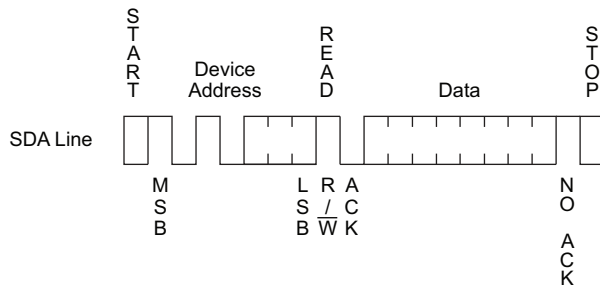 START
Device
Address
READ
Data
STOP
SDA Line
MSB
LSB
R/W
ACK
NO ACK